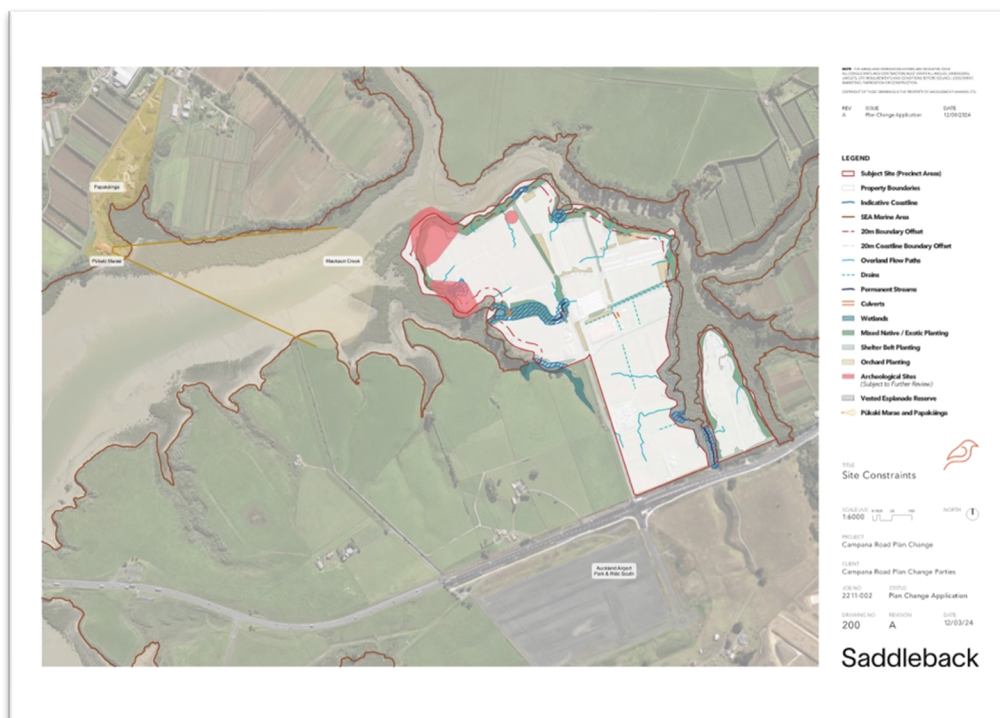 Papakāinga
Pūkaki Marae
Waokauri Creek
Auckland Airport
Park & Ride South
REV
ISSUE
DATE
A
Plan Change Application
LEGEND
Subject Site (Precinct Areas)
Property Boundaries
Indicative Coastline
SEA Marine Area
20m Boundary Offset
20m Coastline Boundary Offset
Overland Flow Paths
Drains
Permanent Streams
Culverts
Wetlands
Mixed Native / Exotic Planting
Shelter Belt Planting
Orchard Planting
Archeological Sites
(Subject to Further Review)
Vested Esplanade Reserve
Pūkaki Marae and Papakāinga
TITLE
Site Constraints
1:6000
NORTH
PROJECT
Campana Road Plan Change
CLIENT
Campana Road Plan Change Parties
JOB NO
STATUS
2211-002
Plan Change Application
DRAWING NO
REVISION
DATE
200
A
12/03/24
Saddleback